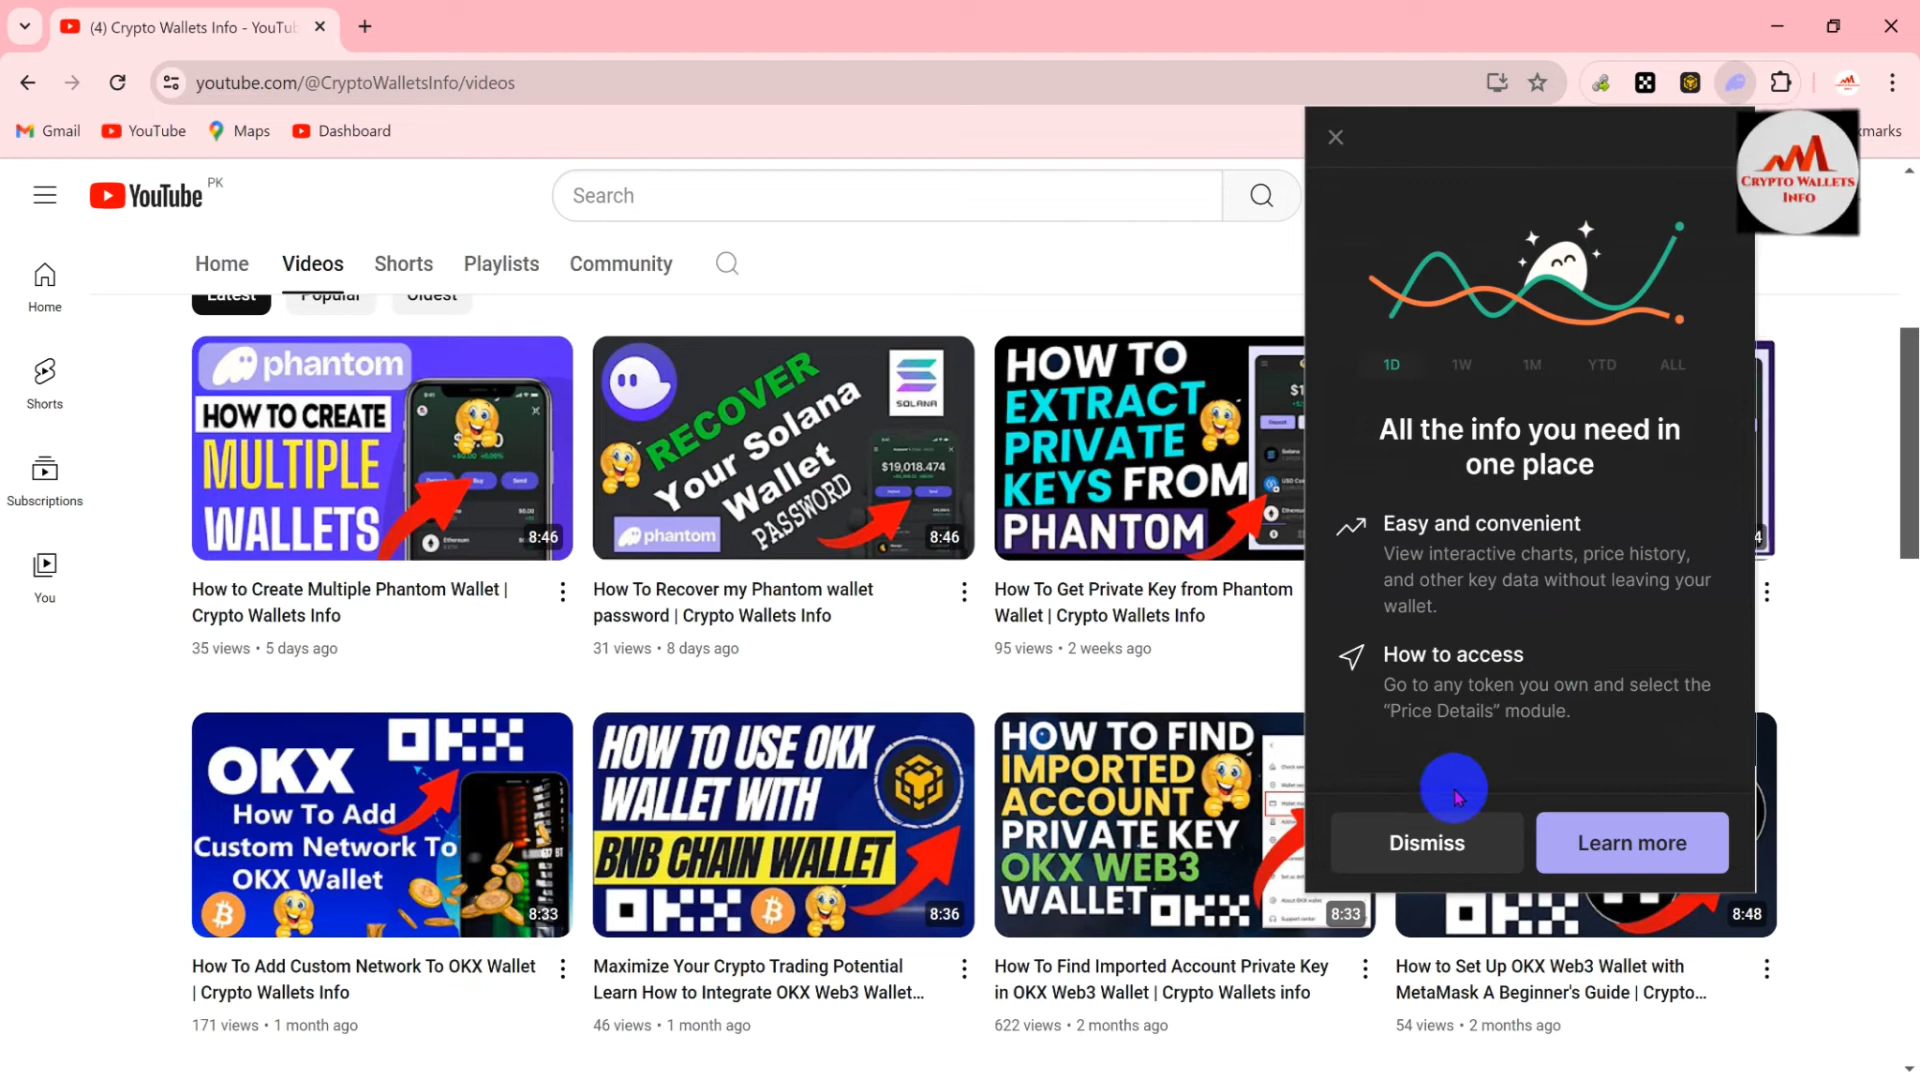 (4) Crypto Wallets Info - YouTub
youtube.com/@CryptoWalletsInfo/videos
Gmail
YouTube
Maps
Dashboard
kmarks
YouTube
PK
Search
CRYPTO WALLETS
INFO
Home
Videos
Shorts
Playlists
Community
Latest
Popular
Oldest
Home
Shorts
Subscriptions
You
phantom
HOW TO CREATE
MULTIPLE
WALLETS
8:46
How to Create Multiple Phantom Wallet |
Crypto Wallets Info
35 views • 5 days ago
RECOVER
Your Solana
Wallet
PASSWORD
SOLANA
$19,018.474
phantom
8:46
How To Recover my Phantom wallet
password | Crypto Wallets Info
31 views • 8 days ago
HOW TO
EXTRACT
PRIVATE
KEYS FROM
PHANTOM
How To Get Private Key from Phantom
Wallet | Crypto Wallets Info
95 views • 2 weeks ago
4
1D
1W
1M
YTD
ALL
All the info you need in
one place
Easy and convenient
View interactive charts, price history,
and other key data without leaving your
wallet.
How to access
Go to any token you own and select the
“Price Details” module.
Dismiss
Learn more
OKX
OKX
How To Add
Custom Network To
OKX Wallet
8:33
How To Add Custom Network To OKX Wallet
| Crypto Wallets Info
171 views • 1 month ago
HOW TO USE OKX
WALLET WITH
BNB CHAIN WALLET
OKX
8:36
Maximize Your Crypto Trading Potential
Learn How to Integrate OKX Web3 Wallet...
46 views • 1 month ago
HOW TO FIND
IMPORTED
ACCOUNT
PRIVATE KEY
OKX WEB3
WALLET
OKX
8:33
How To Find Imported Account Private Key
in OKX Web3 Wallet | Crypto Wallets info
622 views • 2 months ago
OKX
8:48
How to Set Up OKX Web3 Wallet with
MetaMask A Beginner's Guide | Crypto...
54 views • 2 months ago